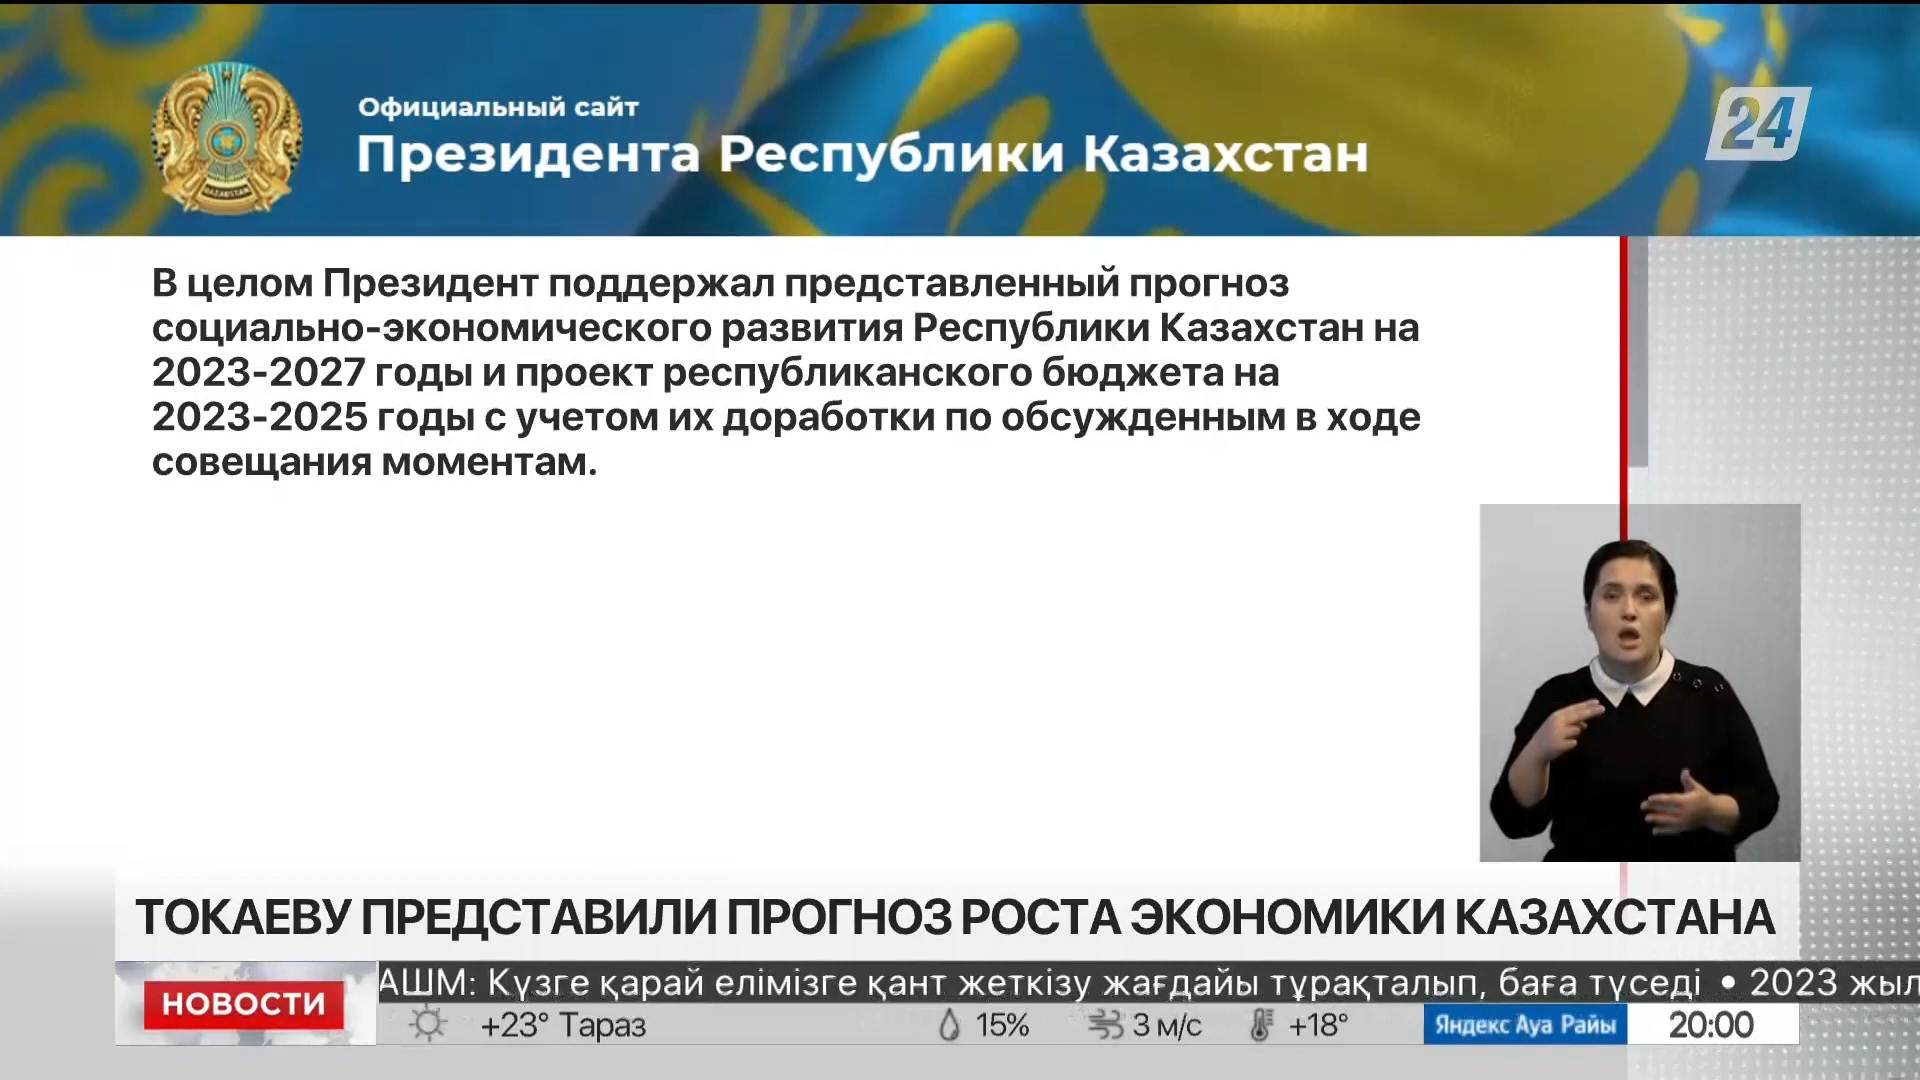 Официальный сайт
Президента Республики Казахстан
24
В целом Президент поддержал представленный прогноз
социально-экономического развития Республики Казахстан на
2023-2027 годы и проект республиканского бюджета на
2023-2025 годы с учетом их доработки по обсужденным в ходе
совещания моментам.
ТОКАЕВУ ПРЕДСТАВИЛИ ПРОГНОЗ РОСТА ЭКОНОМИКИ КАЗАХСТАНА
АШМ: Күзге қарай елімізге қант жеткізу жағдайы тұрақталып, баға түседі • 2023 жыл
НОВОСТИ
+23° Тараз 15% 3 м/с +18° Яндекс Ауа Райы 20:00